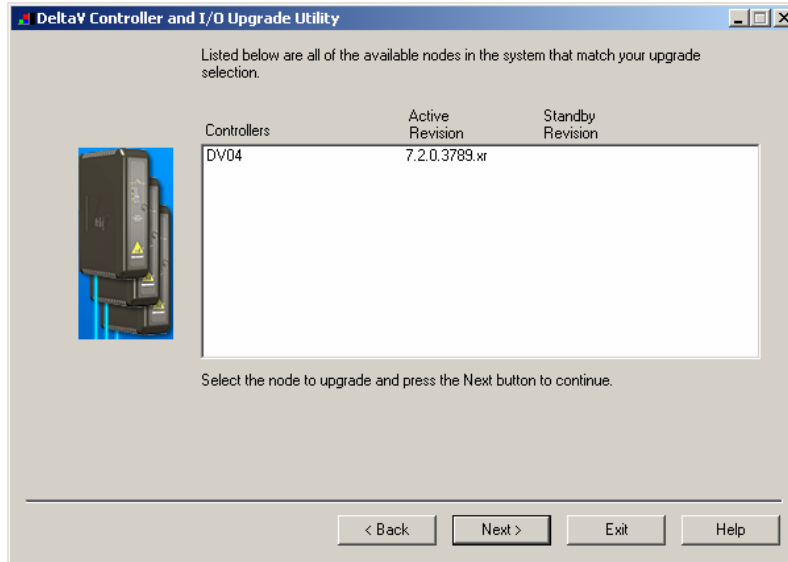 DeltaV Controller and I/O Upgrade Utility
Listed below are all of the available nodes in the system that match your upgrade
selection.
Controllers
Active
Revision
Standby
Revision
DV04
7.2.0.3789.xr
Select the node to upgrade and press the Next button to continue.
< Back
Next >
Exit
Help